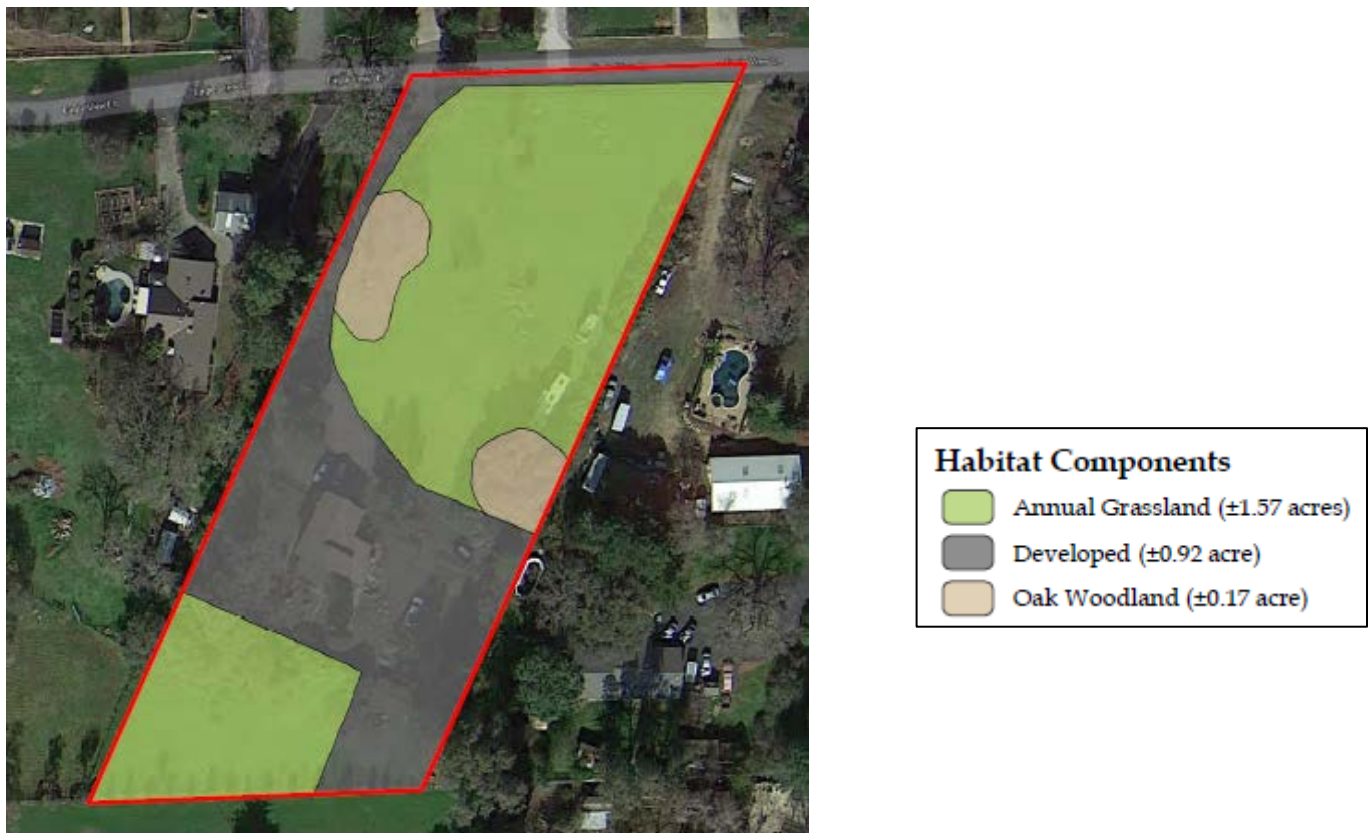 Habitat Components
Annual Grassland (±1.57 acres)
Developed (±0.92 acre)
Oak Woodland (±0.17 acre)